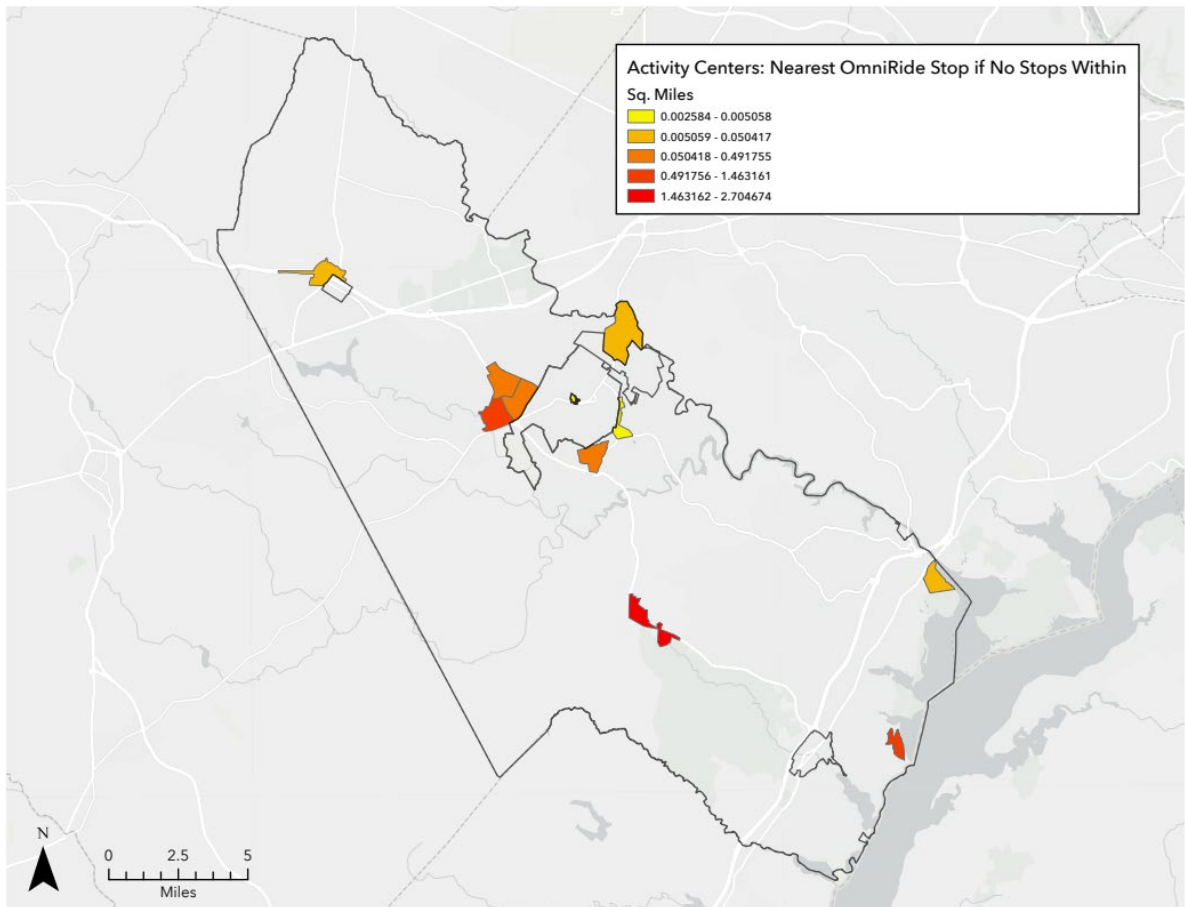 Activity Centers: Nearest OmniRide Stop if No Stops Within
Sq. Miles
0.002584 - 0.005058
0.005059 - 0.050417
0.050418 - 0.491755
0.491756 - 1.463161
1.463162 - 2.704674
N
0 2.5 5
Miles